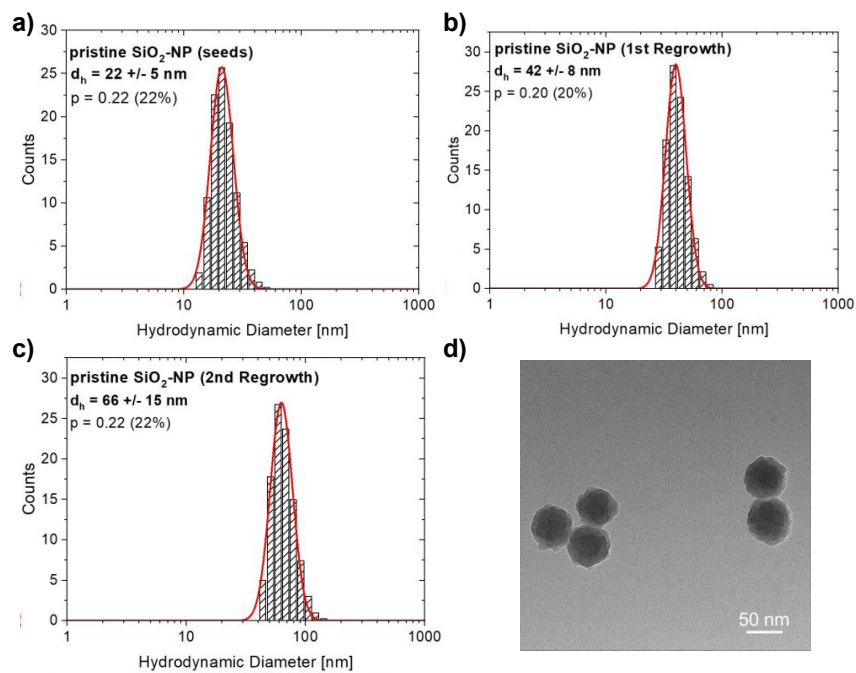 a)
pristine SiO₂-NP (seeds)
dₕ = 22 +/- 5 nm
p = 0.22 (22%)
30
25
20
15
10
5
0
Counts
1
10
100
1000
Hydrodynamic Diameter [nm]
b)
pristine SiO₂-NP (1st Regrowth)
dₕ = 42 +/- 8 nm
p = 0.20 (20%)
30
25
20
15
10
5
0
Counts
1
10
100
1000
Hydrodynamic Diameter [nm]
c)
pristine SiO₂-NP (2nd Regrowth)
dₕ = 66 +/- 15 nm
p = 0.22 (22%)
30
25
20
15
10
5
0
Counts
1
10
100
1000
Hydrodynamic Diameter [nm]
d)
50 nm